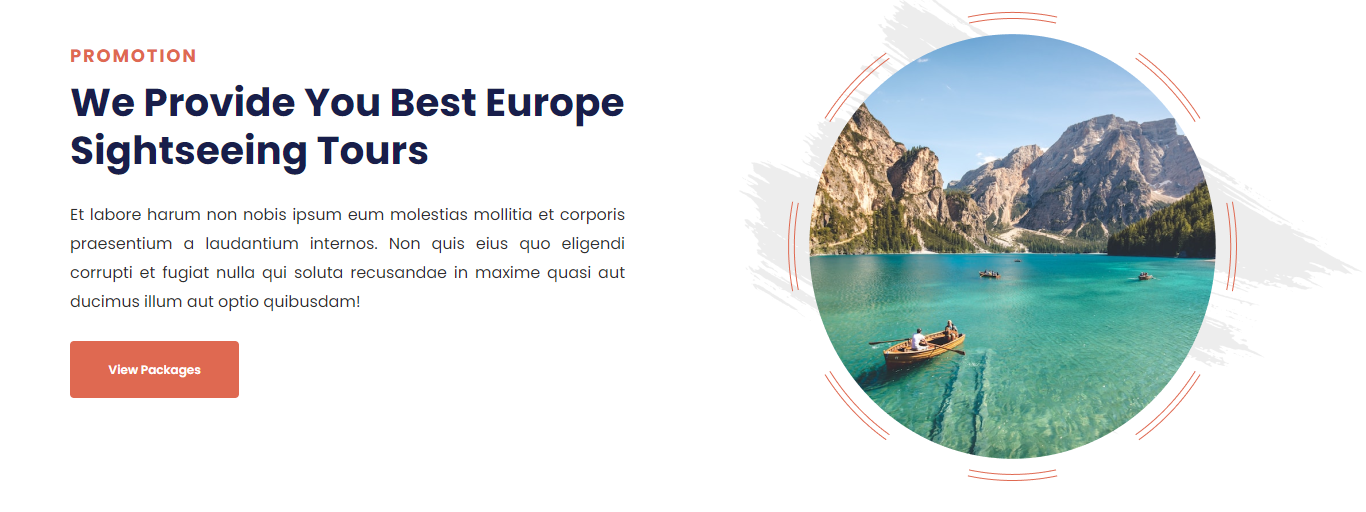 PROMOTION
We Provide You Best Europe
Sightseeing Tours
Et labore harum non nobis ipsum eum molestias mollitia et corporis
praesentium a laudantium internos. Non quis eius quo eligendi
corrupti et fugiat nulla qui soluta recusandae in maxime quasi aut
ducimus illum aut optio quibusdam!
View Packages